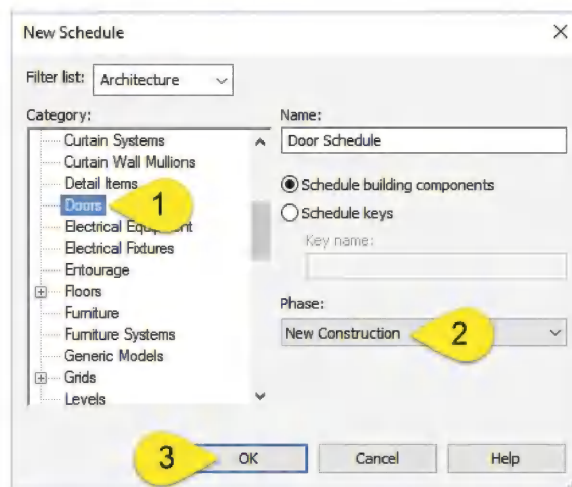 New Schedule
Filter list: Architecture
Category:
Curtain Systems
Curtain Wall Mullions
Detail Items
Doors
1
Electrical Equipment
Electrical Fixtures
Entourage
Floors
Furniture
Furniture Systems
Generic Models
Grids
Levels
Name:
Door Schedule
Schedule building components
Schedule keys
Key name:
Phase:
New Construction
2
3
OK
Cancel
Help